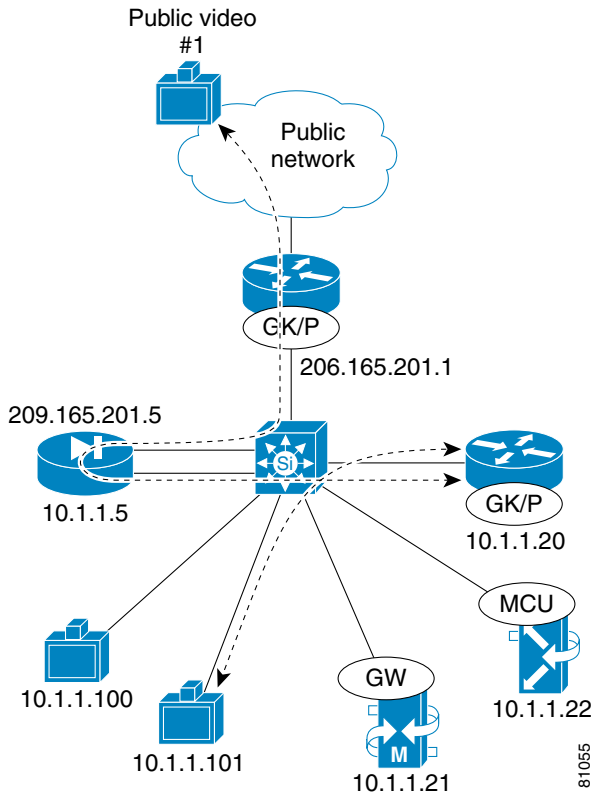 Public video
#1
Public
network
GK/P
206.165.201.1
209.165.201.5
Si
10.1.1.5
GK/P
10.1.1.20
MCU
10.1.1.100
GW
10.1.1.22
10.1.1.101
M
10.1.1.21
81055